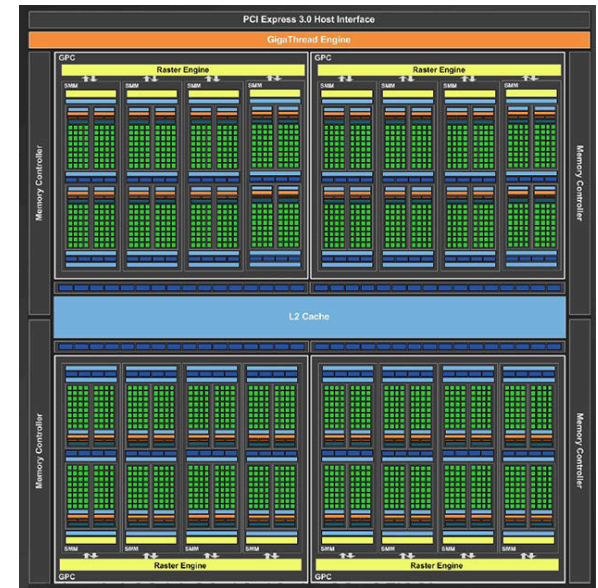 PCI Express 3.0 Host Interface
GigaThread Engine
GPC
Raster Engine
SMM SMM SMM SMM
GPC
Raster Engine
SMM SMM SMM SMM
Memory Controller
Memory Controller
L2 Cache
Memory Controller
Memory Controller
SMM SMM SMM SMM
Raster Engine
GPC
SMM SMM SMM SMM
Raster Engine
GPC